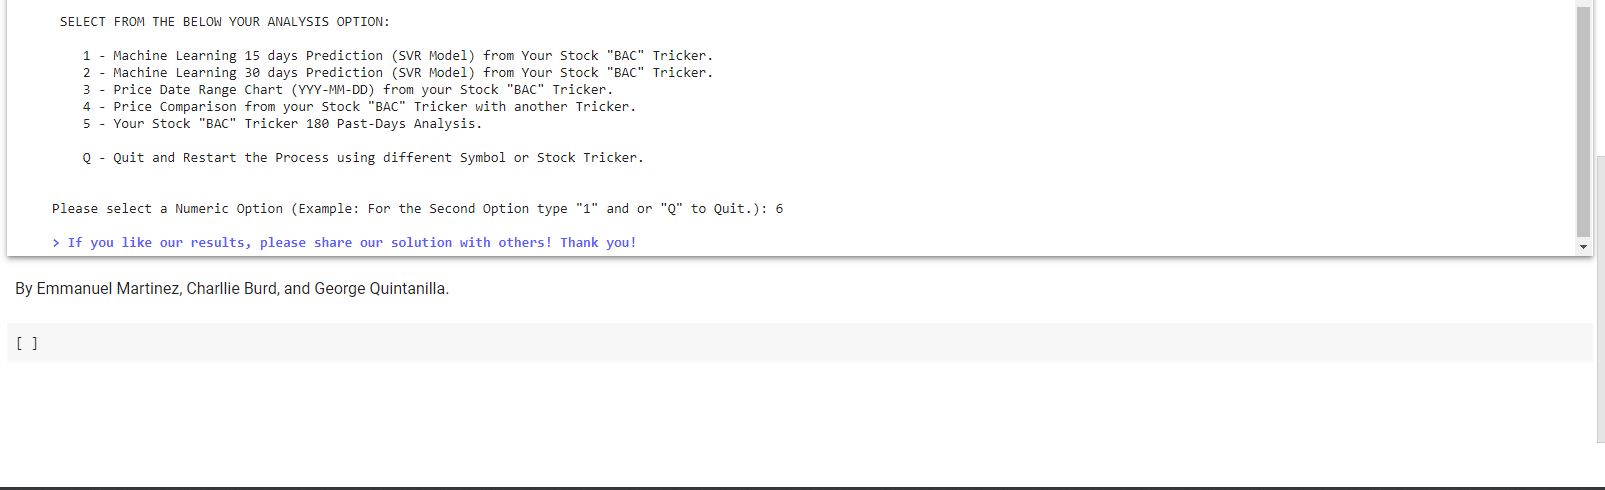 SELECT FROM THE BELOW YOUR ANALYSIS OPTION:
1 - Machine Learning 15 days Prediction (SVR Model) from Your Stock "BAC" Tricker.
2 - Machine Learning 30 days Prediction (SVR Model) from Your Stock "BAC" Tricker.
3 - Price Date Range Chart (YYY-MM-DD) from your Stock "BAC" Tricker.
4 - Price Comparison from your Stock "BAC" Tricker with another Tricker.
5 - Your Stock "BAC" Tricker 180 Past-Days Analysis.
Q - Quit and Restart the Process using different Symbol or Stock Tricker.
Please select a Numeric Option (Example: For the Second Option type "1" and or "Q" to Quit.): 6
> If you like our results, please share our solution with others! Thank you!
By Emmanuel Martinez, Charllie Burd, and George Quintanilla.
[ ]